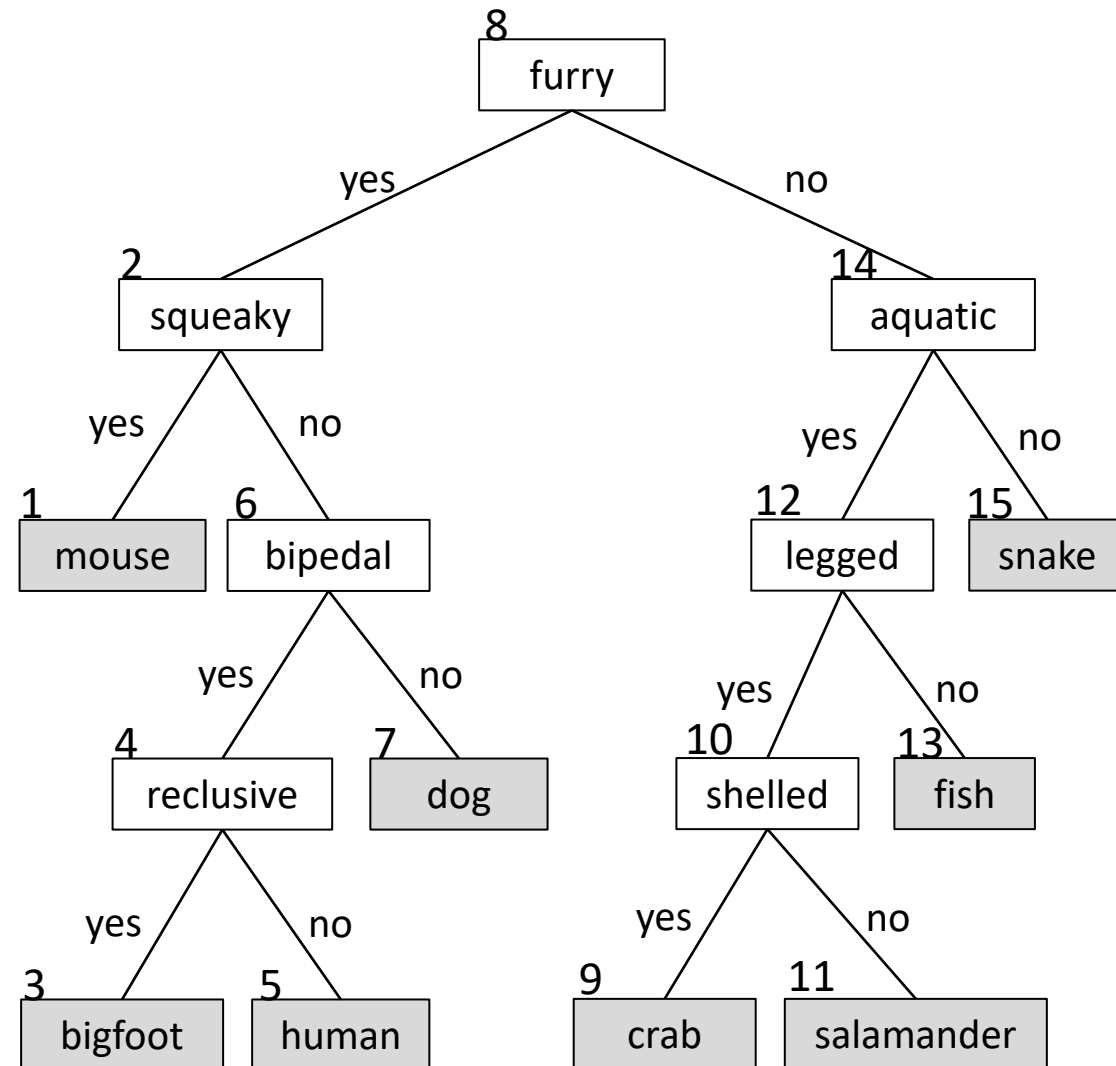 8
furry
yes
no
2
squeaky
14
aquatic
yes
no
yes
no
1
mouse
6
bipedal
12
legged
15
snake
yes
no
yes
no
4
reclusive
7
dog
10
shelled
13
fish
yes
no
yes
no
3
bigfoot
5
human
9
crab
11
salamander